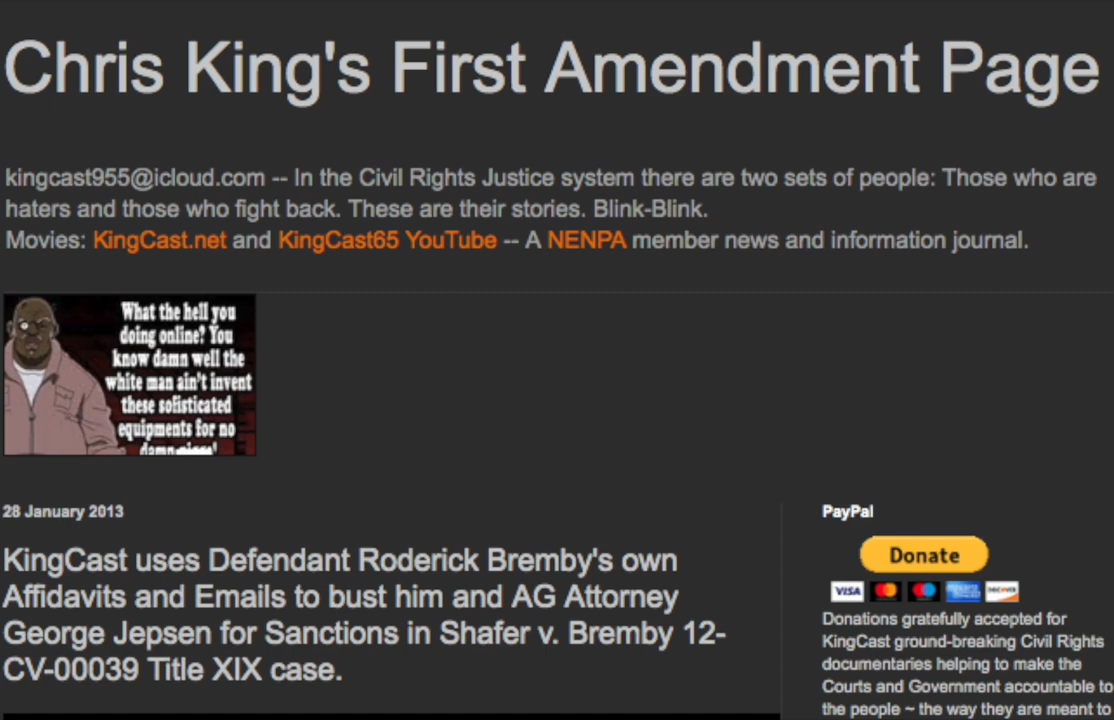 Chris King's First Amendment Page
kingcast955@icloud.com -- In the Civil Rights Justice system there are two sets of people: Those who are
haters and those who fight back. These are their stories. Blink-Blink.
Movies: KingCast.net and KingCast65 YouTube -- A NENPA member news and information journal.
What the hell you
doing online? You
know damn well the
white man ain't invent
these sofisticated
equipments for no
damn
28 January 2013
KingCast uses Defendant Roderick Bremby's own
Affidavits and Emails to bust him and AG Attorney
George Jepsen for Sanctions in Shafer v. Bremby 12-
CV-00039 Title XIX case.
PayPal
Donate
VISA
DISCOVER
Donations gratefully accepted for
KingCast ground-breaking Civil Rights
documentaries helping to make the
Courts and Government accountable to
the people ~ the way they are meant to